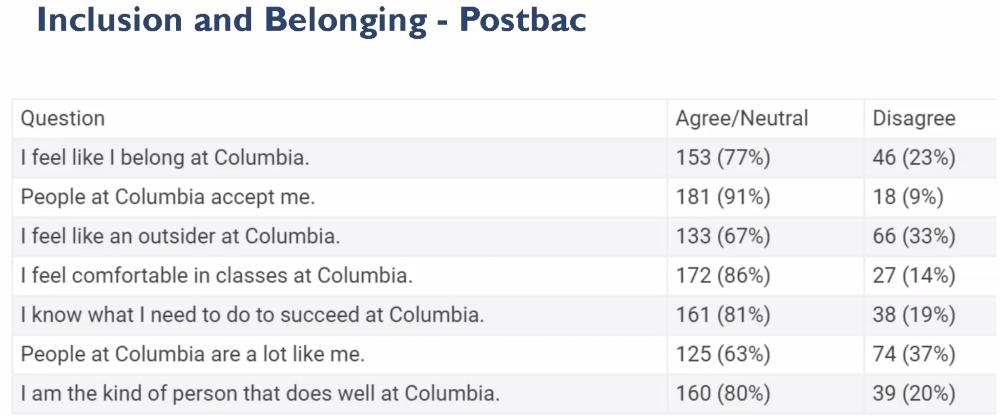 Inclusion and Belonging - Postbac
Question Agree/Neutral Disagree
I feel like I belong at Columbia. 153 (77%) 46 (23%)
People at Columbia accept me. 181 (91%) 18 (9%)
I feel like an outsider at Columbia. 133 (67%) 66 (33%)
I feel comfortable in classes at Columbia. 172 (86%) 27 (14%)
I know what I need to do to succeed at Columbia. 161 (81%) 38 (19%)
People at Columbia are a lot like me. 125 (63%) 74 (37%)
I am the kind of person that does well at Columbia. 160 (80%) 39 (20%)